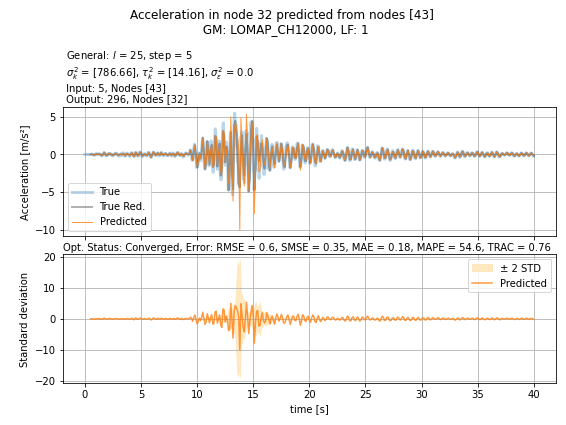 Acceleration in node 32 predicted from nodes [43]
GM: LOMAP_CH12000, LF: 1
General: l = 25, step = 5
σ²ₖ = [786.66], τ²ₖ = [14.16], σ²ₑ = 0.0
Input: 5, Nodes [43]
Output: 296, Nodes [32]
Acceleration [m/s²]
5
0
−5
−10
True
True Red.
Predicted
Opt. Status: Converged, Error: RMSE = 0.6, SMSE = 0.35, MAE = 0.18, MAPE = 54.6, TRAC = 0.76
Standard deviation
20
10
0
−10
−20
± 2 STD
Predicted
0 5 10 15 20 25 30 35 40
time [s]